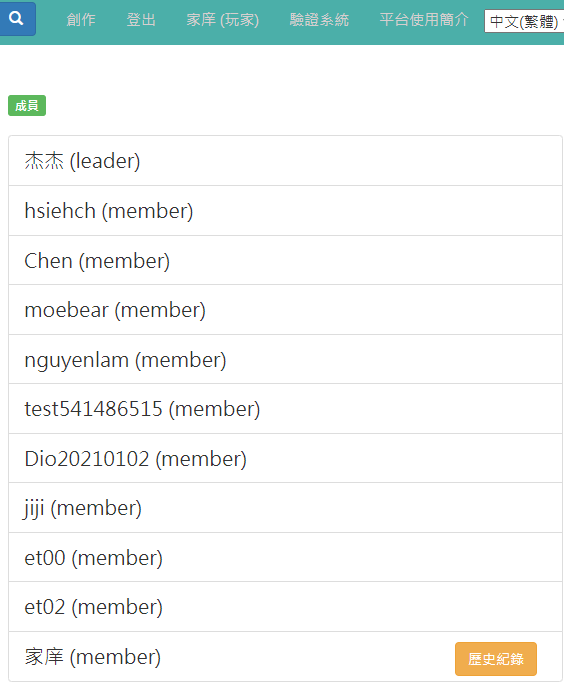 創作 登出 家庠 (玩家) 驗證系統 平台使用簡介 中文(繁體)
成員
杰杰 (leader)
hsiehch (member)
Chen (member)
moebear (member)
nguyenlam (member)
test541486515 (member)
Dio20210102 (member)
jiji (member)
et00 (member)
et02 (member)
家庠 (member) 歷史紀錄